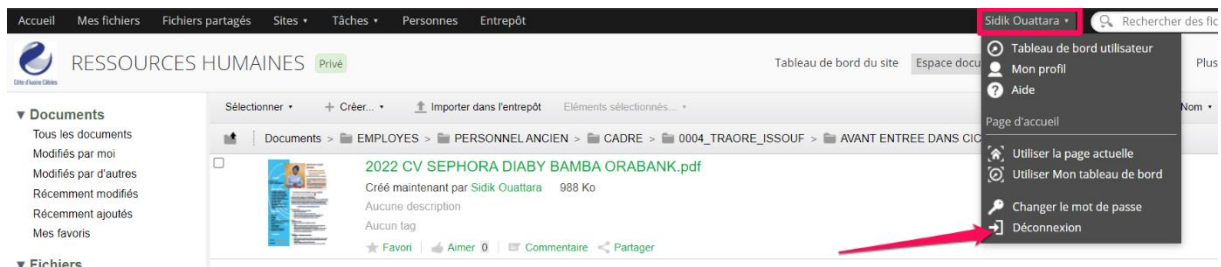 Accueil Mes fichiers Fichiers partagés Sites Tâches Personnes Entrepôt Sidik Ouattara Rechercher des fic
RESSOURCES HUMAINES Privé Tableau de bord du site Espace docu Plus
Tableau de bord utilisateur
Mon profil
Aide
Page d'accueil
Utiliser la page actuelle
Utiliser Mon tableau de bord
Changer le mot de passe
Déconnexion
Sélectionner + Créer... Importer dans l'entrepôt Eléments sélectionnés... Nom
Documents > EMPLOYES > PERSONNEL ANCIEN > CADRE > 0004_TRAORE_ISSOUF > AVANT ENTREE DANS CIC
Documents
Tous les documents
Modifiés par moi
Modifiés par d'autres
Récemment modifiés
Récemment ajoutés
Mes favoris
Fichiers
2022 CV SEPHORA DIABY BAMBA ORABANK.pdf
Créé maintenant par Sidik Ouattara 988 Ko
Aucune description
Aucun tag
Favori Aimer 0 Commentaire Partager